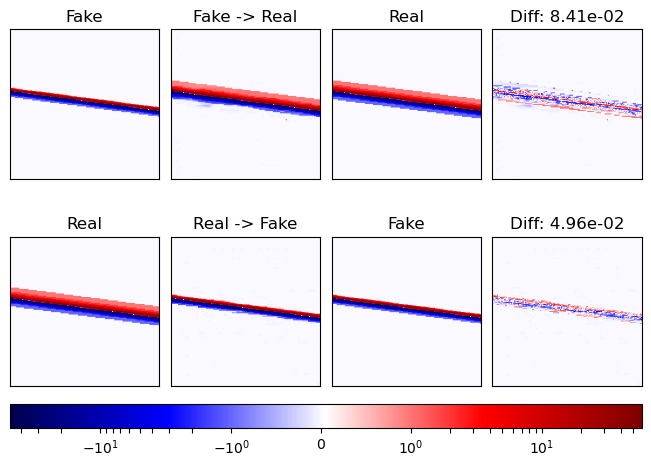 Fake Fake -> Real Real Diff: 8.41e-02
Real Real -> Fake Fake Diff: 4.96e-02
−10¹ −10⁰ 0 10⁰ 10¹